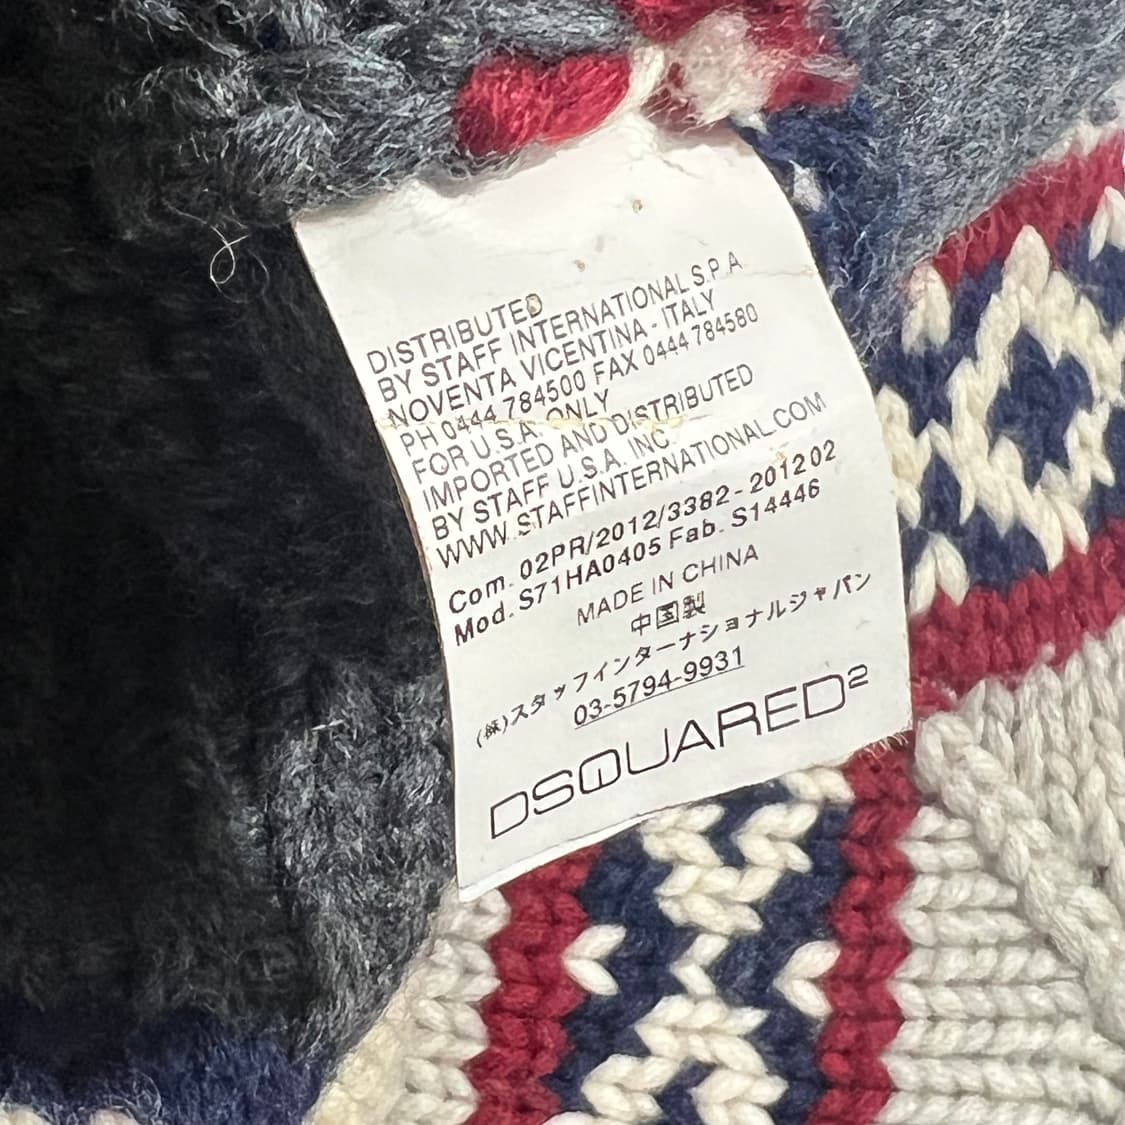 DISTRIBUTED
BY STAFF INTERNATIONAL S.P.A
NOVENTA VICENTINA - ITALY
PH 0444 784500 FAX 0444 784580
FOR U.S.A. ONLY
IMPORTED AND DISTRIBUTED
BY STAFF U.S.A. INC.
WWW.STAFFINTERNATIONAL.COM
Com. 02PR/2012/3382 - 201202
Mod. S71HA0405 Fab. S14446
MADE IN CHINA
中国製
(株)スタッフインターナショナルジャパン
03-5794-9931
DSQUARED²